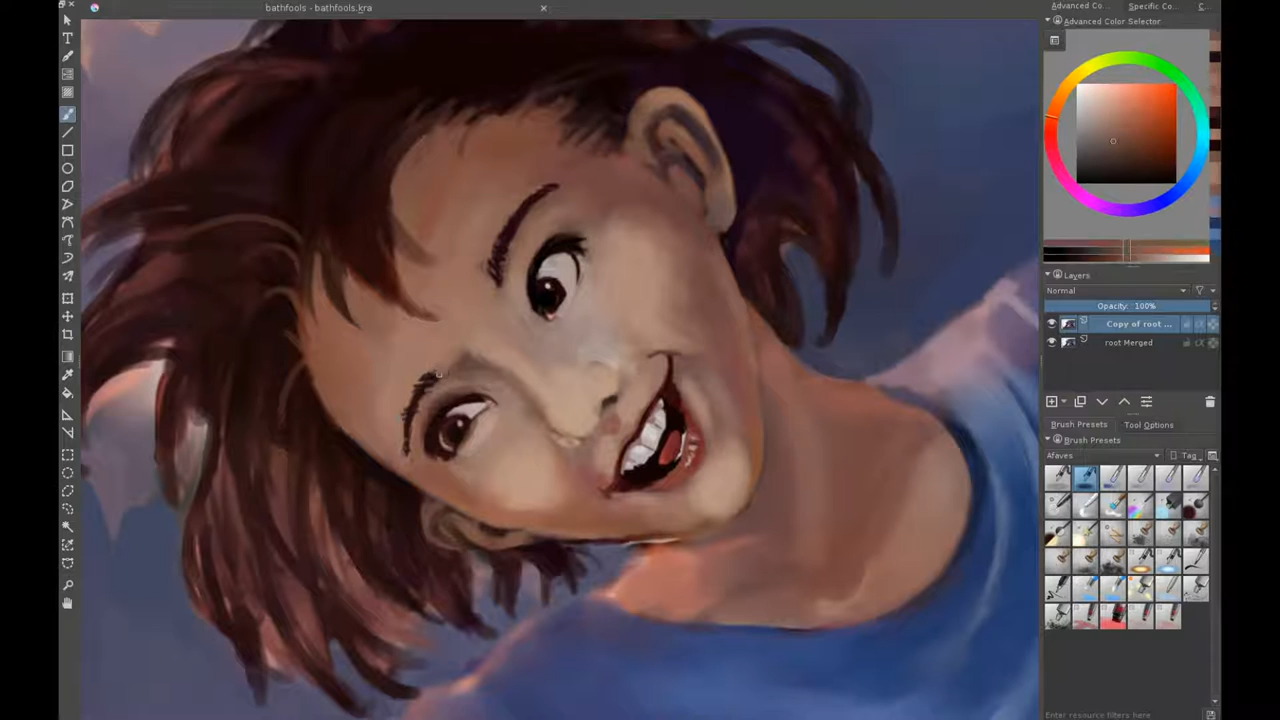 bathfools - bathfools.kra
Advanced Co... Specific Co... C...
Advanced Color Selector
Layers
Normal
Opacity: 100%
Copy of root ...
root Merged
Brush Presets Tool Options
Brush Presets
Afaves Tag
Enter resource filters here